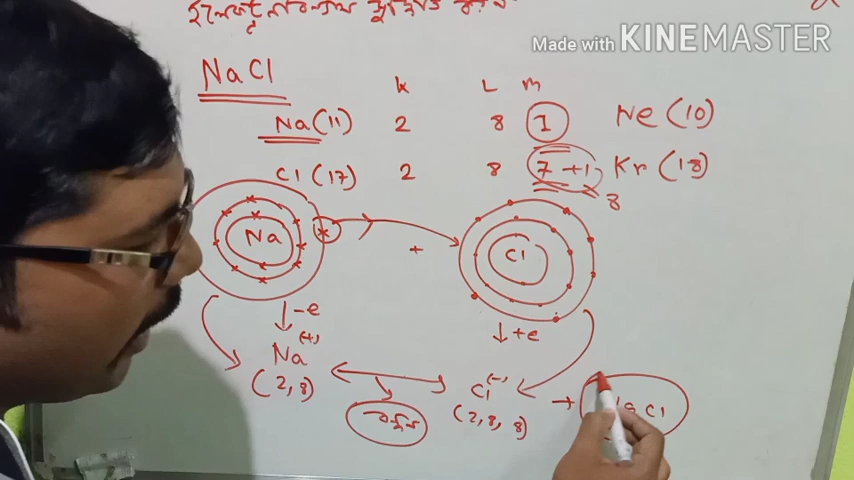 Made with KINEMASTER
NaCl
K L M
Na(11) 2 8 1 Ne (10)
Cl (17) 2 8 7 +1 Kr (18)
8
Na + Cl
-e +e
Na(+) Cl(-)
(2,8) (2,8,8)